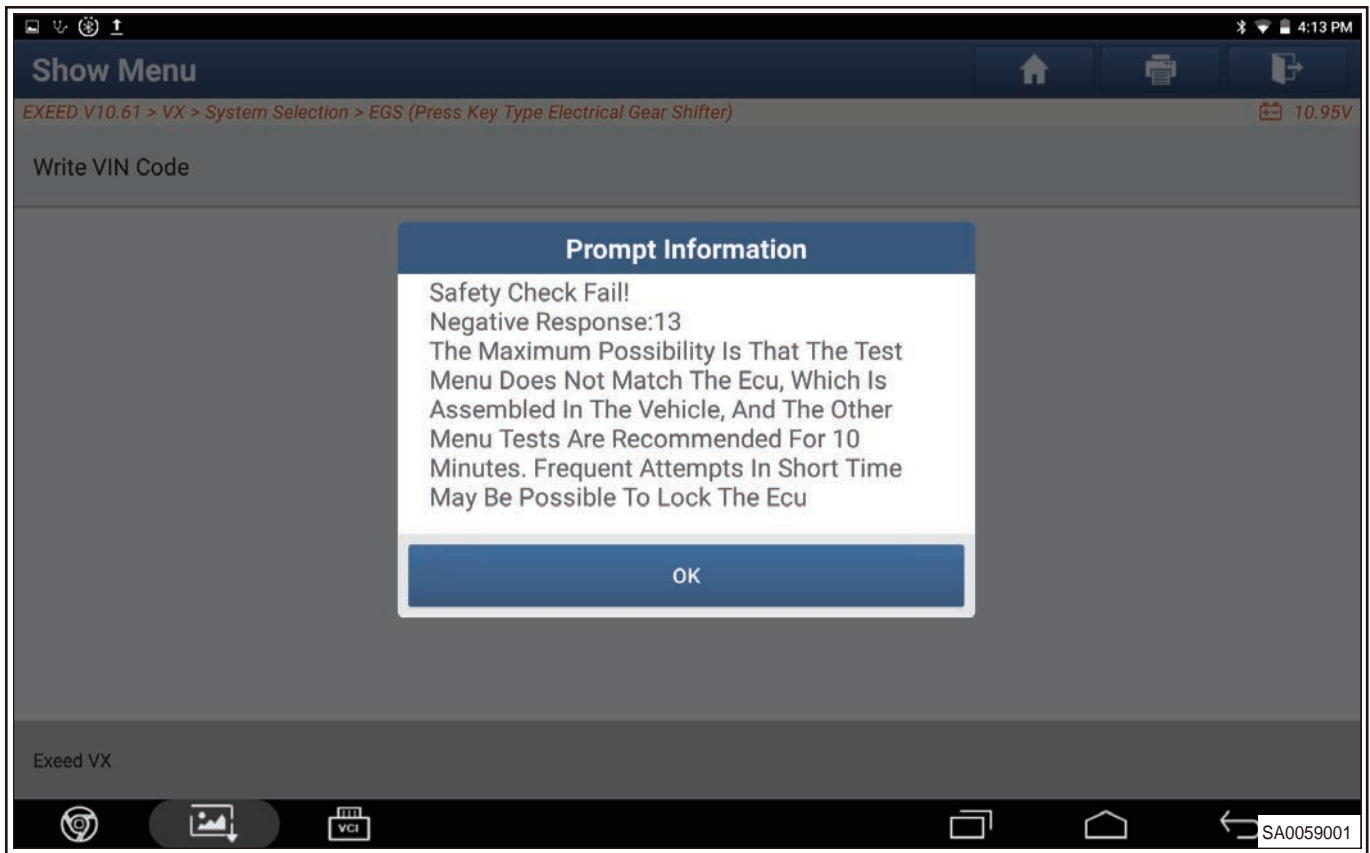 4:13 PM
Show Menu
EXEED V10.61 > VX > System Selection > EGS (Press Key Type Electrical Gear Shifter)
10.95V
Write VIN Code
Prompt Information
Safety Check Fail!
Negative Response:13
The Maximum Possibility Is That The Test
Menu Does Not Match The Ecu, Which Is
Assembled In The Vehicle, And The Other
Menu Tests Are Recommended For 10
Minutes. Frequent Attempts In Short Time
May Be Possible To Lock The Ecu
OK
Exeed VX
VCI
SA0059001